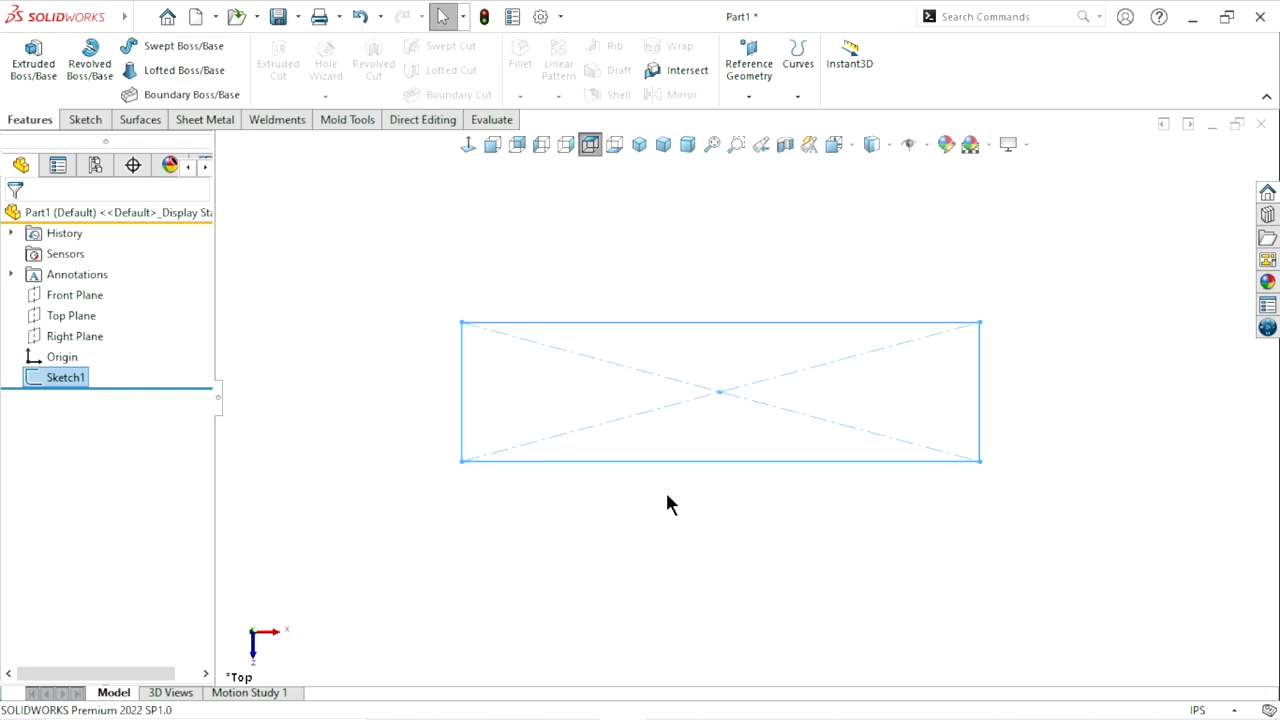 SOLIDWORKS
Part1 *
Search Commands
Extruded Boss/Base
Revolved Boss/Base
Swept Boss/Base
Lofted Boss/Base
Boundary Boss/Base
Extruded Cut
Hole Wizard
Revolved Cut
Swept Cut
Lofted Cut
Boundary Cut
Fillet
Linear Pattern
Rib
Draft
Shell
Wrap
Intersect
Mirror
Reference Geometry
Curves
Instant3D
Features
Sketch
Surfaces
Sheet Metal
Weldments
Mold Tools
Direct Editing
Evaluate
Part1 (Default) <<Default>_Display Sta
History
Sensors
Annotations
Front Plane
Top Plane
Right Plane
Origin
Sketch1
X
Z
*Top
Model
3D Views
Motion Study 1
SOLIDWORKS Premium 2022 SP1.0
IPS